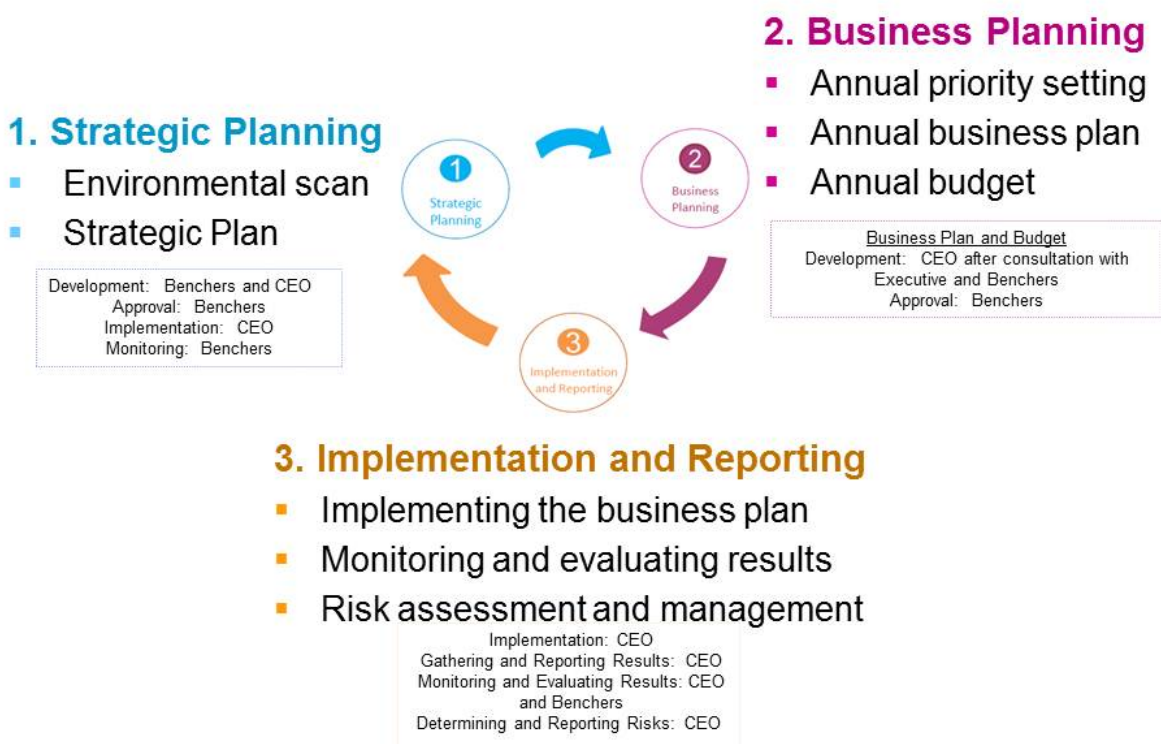 1. Strategic Planning
▪ Environmental scan
▪ Strategic Plan
Development: Benchers and CEO
Approval: Benchers
Implementation: CEO
Monitoring: Benchers
1
Strategic
Planning
2
Business
Planning
3
Implementation
and Reporting
2. Business Planning
▪ Annual priority setting
▪ Annual business plan
▪ Annual budget
Business Plan and Budget
Development: CEO after consultation with
Executive and Benchers
Approval: Benchers
3. Implementation and Reporting
▪ Implementing the business plan
▪ Monitoring and evaluating results
▪ Risk assessment and management
Implementation: CEO
Gathering and Reporting Results: CEO
Monitoring and Evaluating Results: CEO
and Benchers
Determining and Reporting Risks: CEO